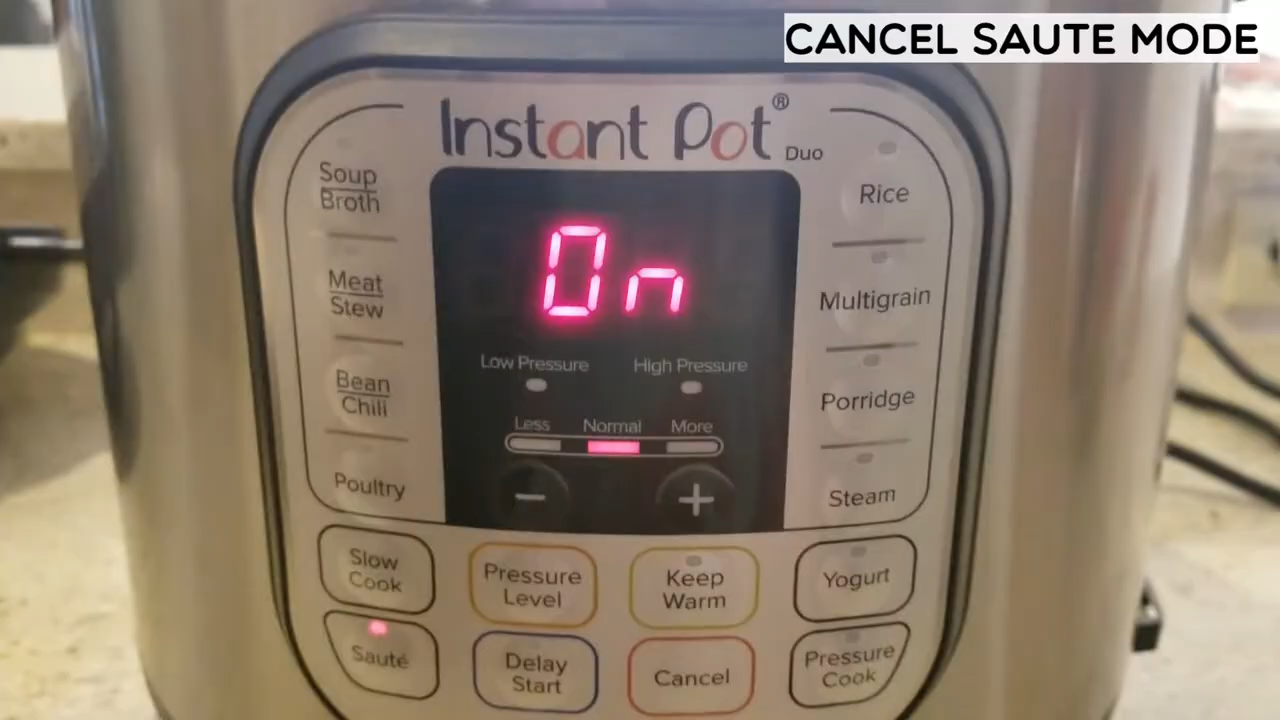 CANCEL SAUTE MODE
Instant Pot® Duo
On
Low Pressure High Pressure
Less Normal More
− +
Soup
Broth
Meat
Stew
Bean
Chili
Poultry
Rice
Multigrain
Porridge
Steam
Slow
Cook
Pressure
Level
Keep
Warm
Yogurt
Sauté
Delay
Start
Cancel
Pressure
Cook